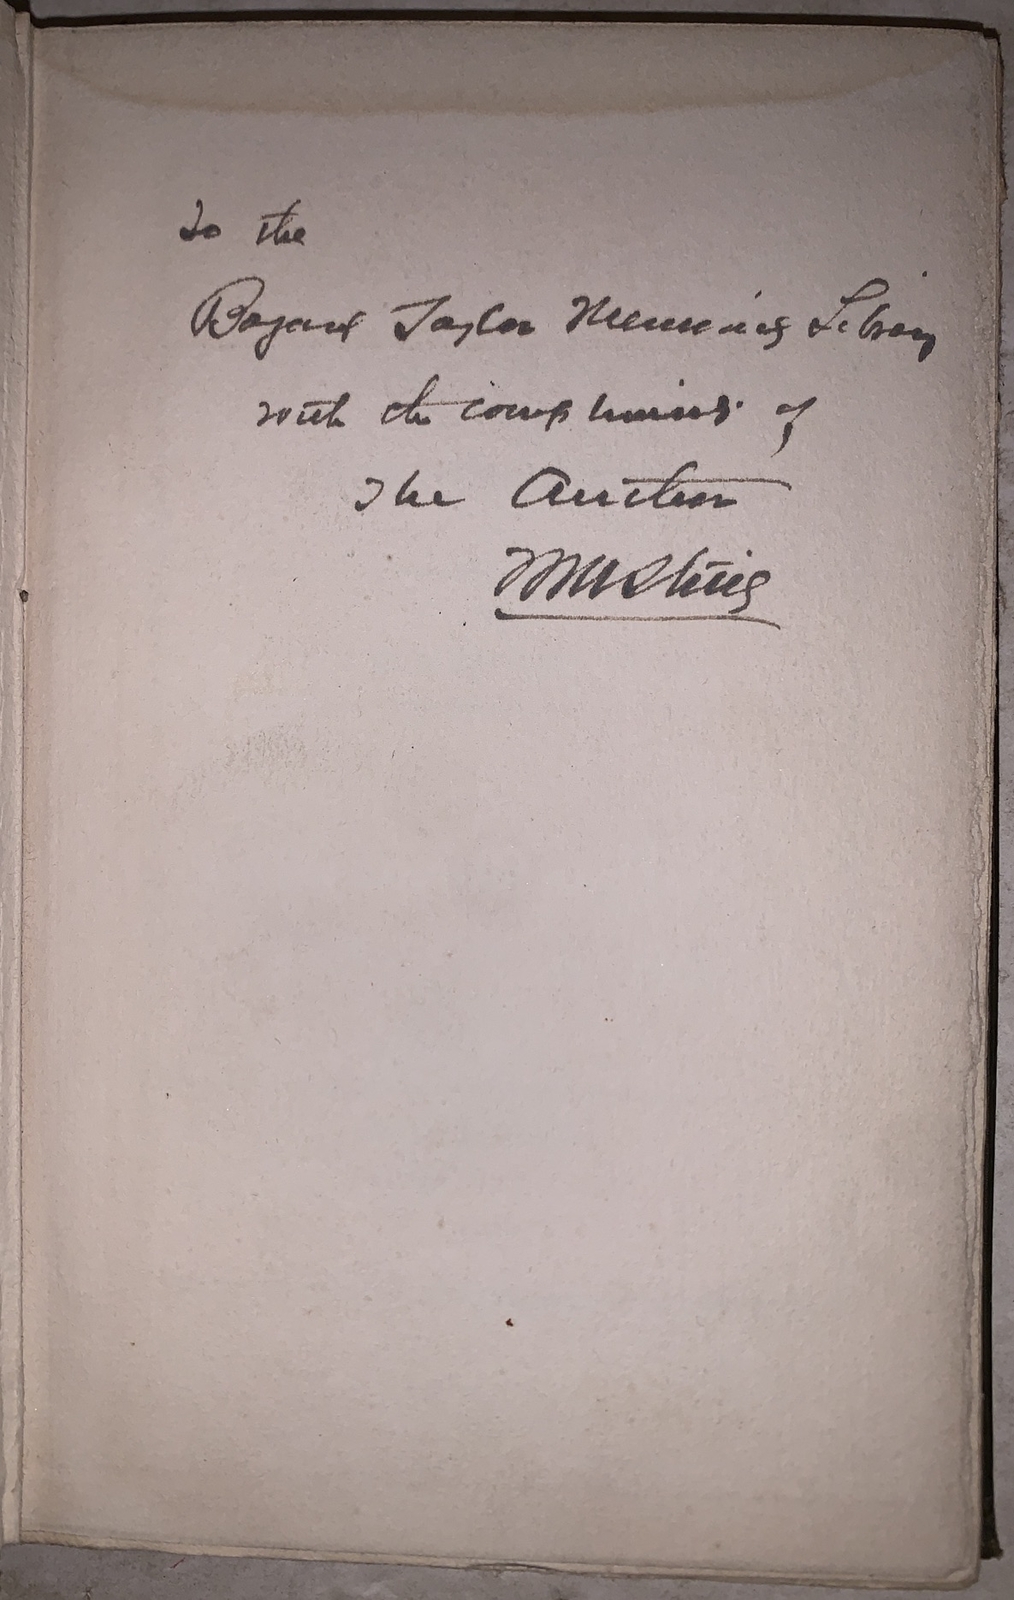 To the
Bayard Taylor Memorial Library
with the compliments of
The Author